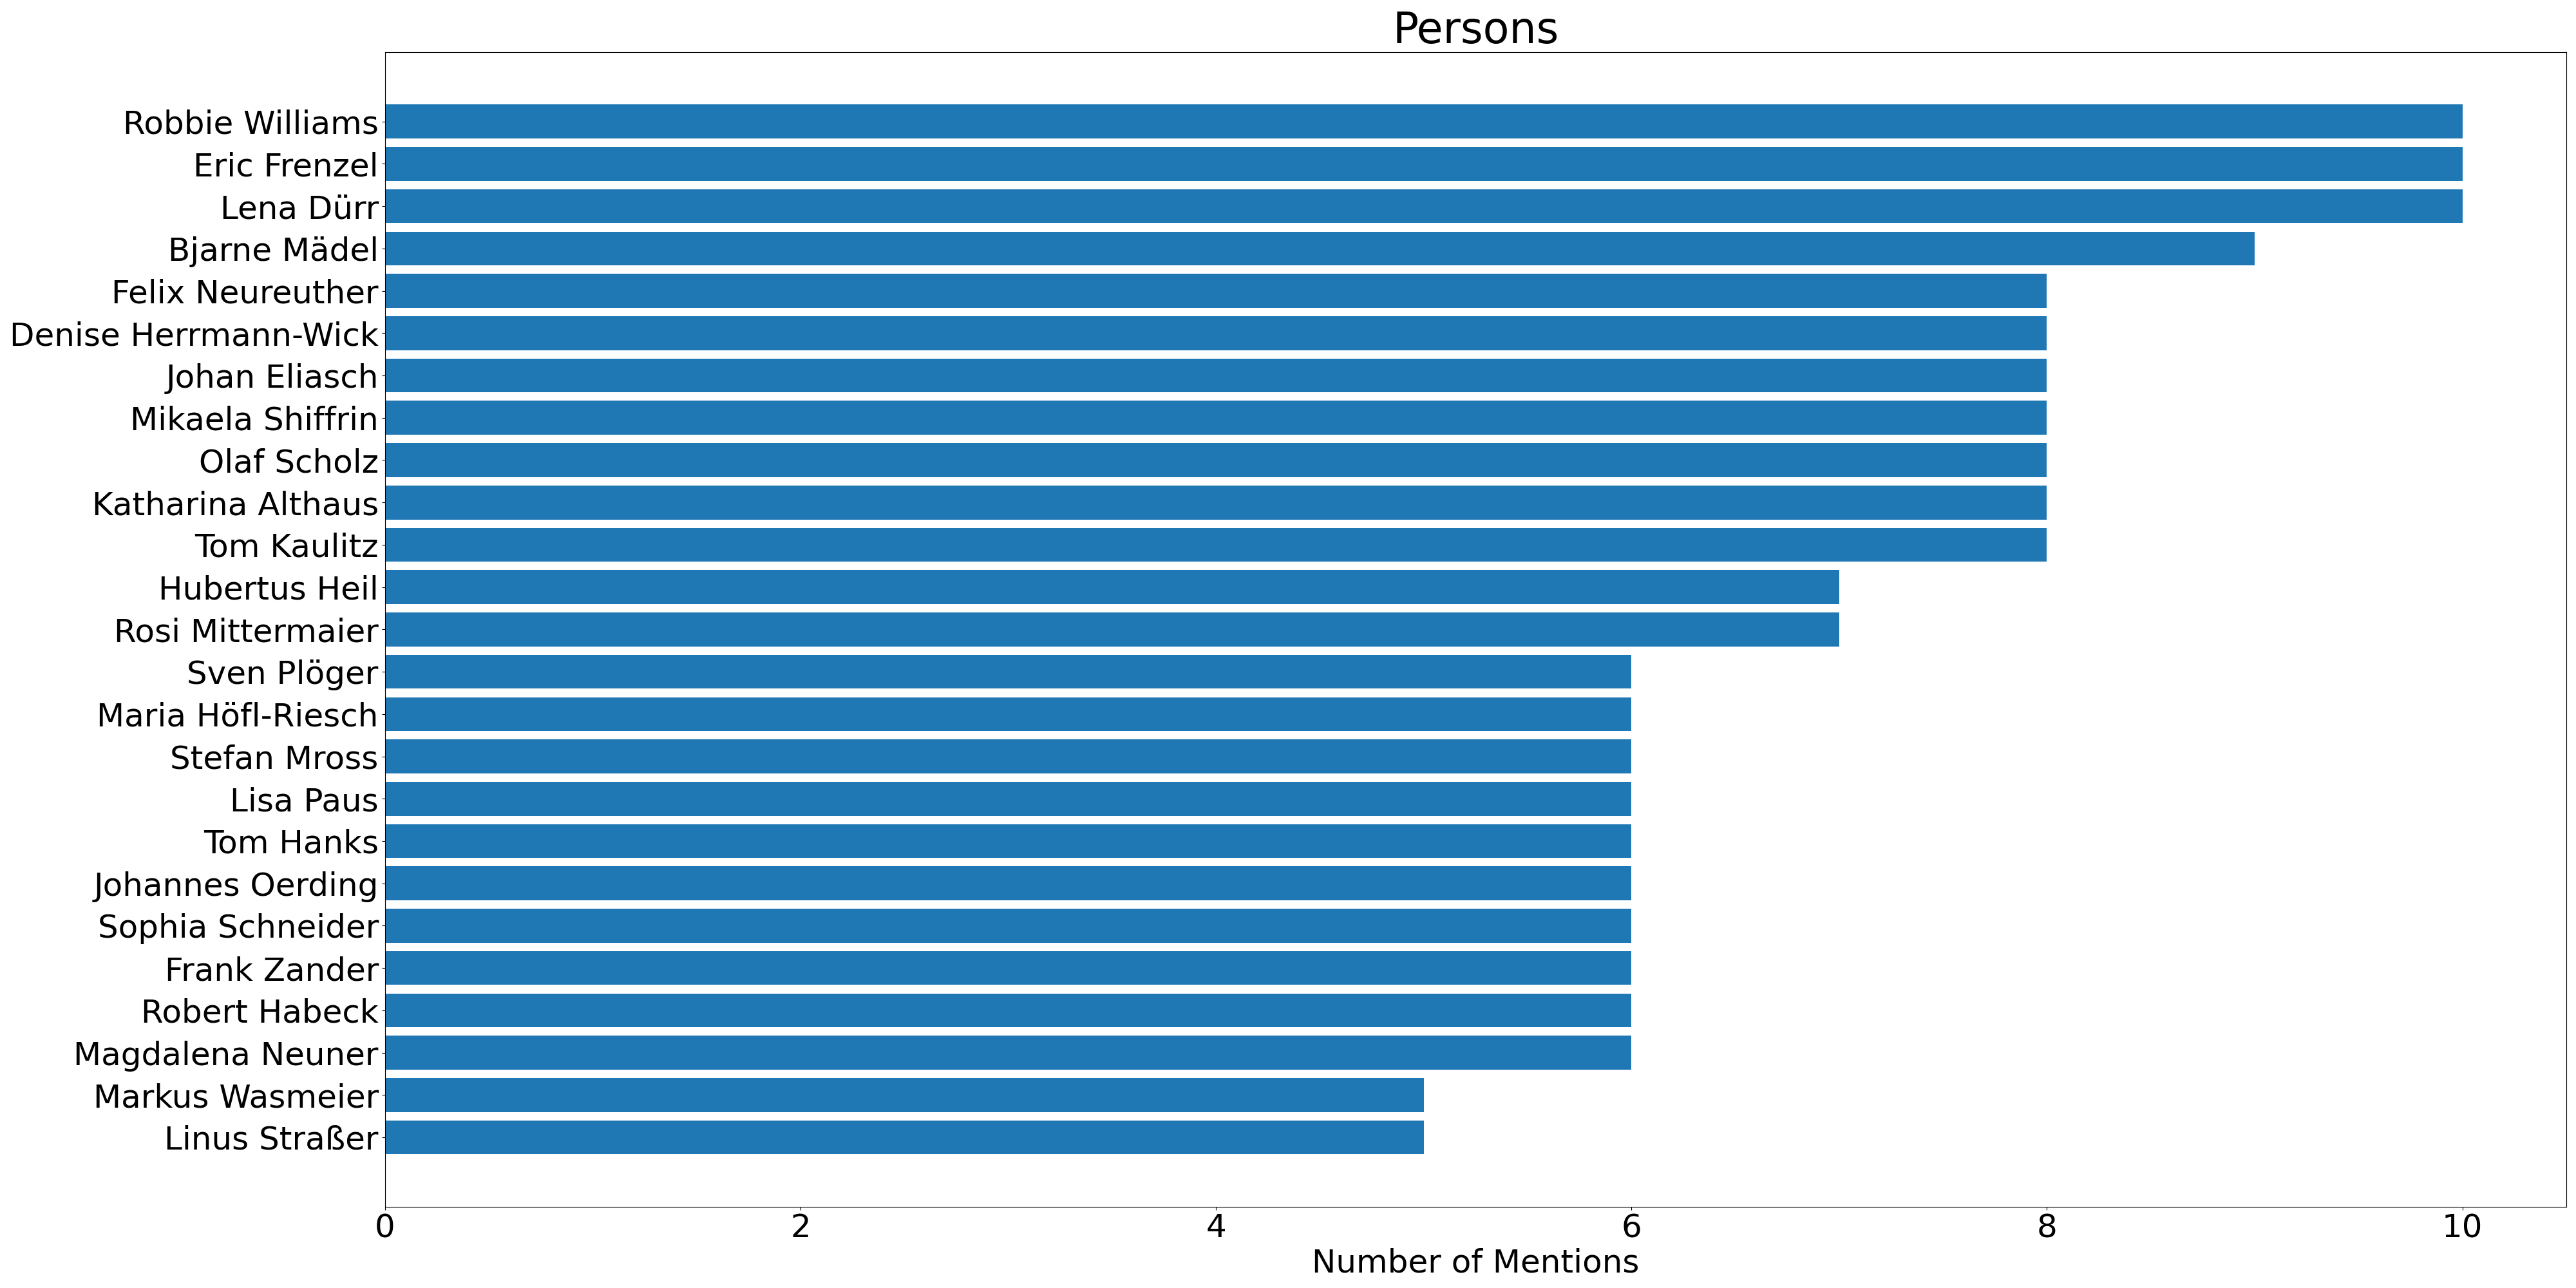 Persons
Robbie Williams
Eric Frenzel
Lena Dürr
Bjarne Mädel
Felix Neureuther
Denise Herrmann-Wick
Johan Eliasch
Mikaela Shiffrin
Olaf Scholz
Katharina Althaus
Tom Kaulitz
Hubertus Heil
Rosi Mittermaier
Sven Plöger
Maria Höfl-Riesch
Stefan Mross
Lisa Paus
Tom Hanks
Johannes Oerding
Sophia Schneider
Frank Zander
Robert Habeck
Magdalena Neuner
Markus Wasmeier
Linus Straßer
0 2 4 6 8 10
Number of Mentions